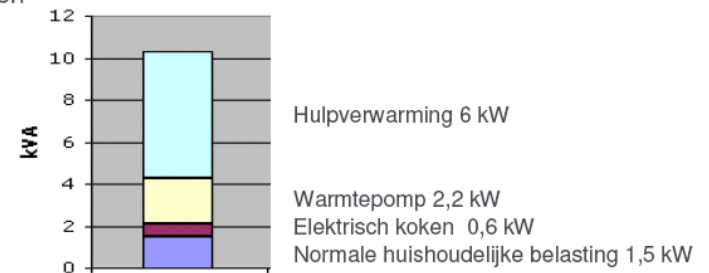 12
10
8
6
4
2
0
kVA
Hulpverwarming 6 kW
Warmtepomp 2,2 kW
Elektrisch koken 0,6 kW
Normale huishoudelijke belasting 1,5 kW